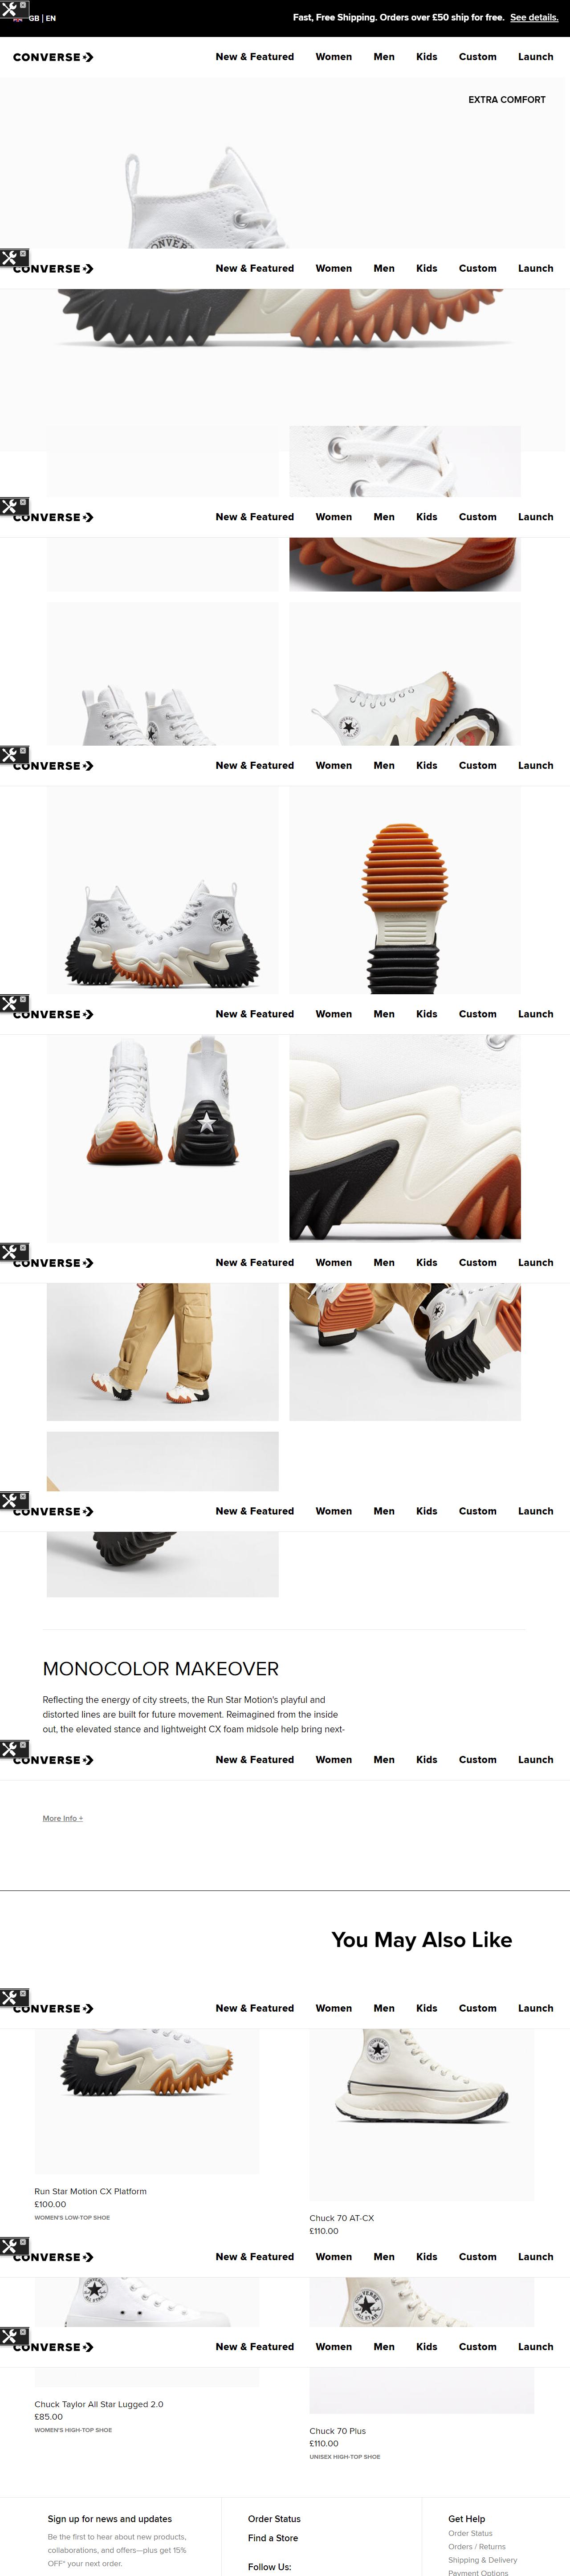 GB | EN
Fast, Free Shipping. Orders over £50 ship for free. See details.
CONVERSE
New & Featured Women Men Kids Custom Launch
EXTRA COMFORT
CONVERSE
New & Featured Women Men Kids Custom Launch
CONVERSE
New & Featured Women Men Kids Custom Launch
CONVERSE
New & Featured Women Men Kids Custom Launch
CONVERSE
New & Featured Women Men Kids Custom Launch
CONVERSE
New & Featured Women Men Kids Custom Launch
CONVERSE
New & Featured Women Men Kids Custom Launch
MONOCOLOR MAKEOVER
Reflecting the energy of city streets, the Run Star Motion's playful and
distorted lines are built for future movement. Reimagined from the inside
out, the elevated stance and lightweight CX foam midsole help bring next-
CONVERSE
New & Featured Women Men Kids Custom Launch
More Info +
You May Also Like
CONVERSE
New & Featured Women Men Kids Custom Launch
Run Star Motion CX Platform
£100.00
WOMEN'S LOW-TOP SHOE
Chuck 70 AT-CX
£110.00
CONVERSE
New & Featured Women Men Kids Custom Launch
CONVERSE
New & Featured Women Men Kids Custom Launch
Chuck Taylor All Star Lugged 2.0
£85.00
WOMEN'S HIGH-TOP SHOE
Chuck 70 Plus
£110.00
UNISEX HIGH-TOP SHOE
Sign up for news and updates
Be the first to hear about new products,
collaborations, and offers—plus get 15%
OFF* your next order.
Order Status
Find a Store
Follow Us:
Get Help
Order Status
Orders / Returns
Shipping & Delivery
Payment Options